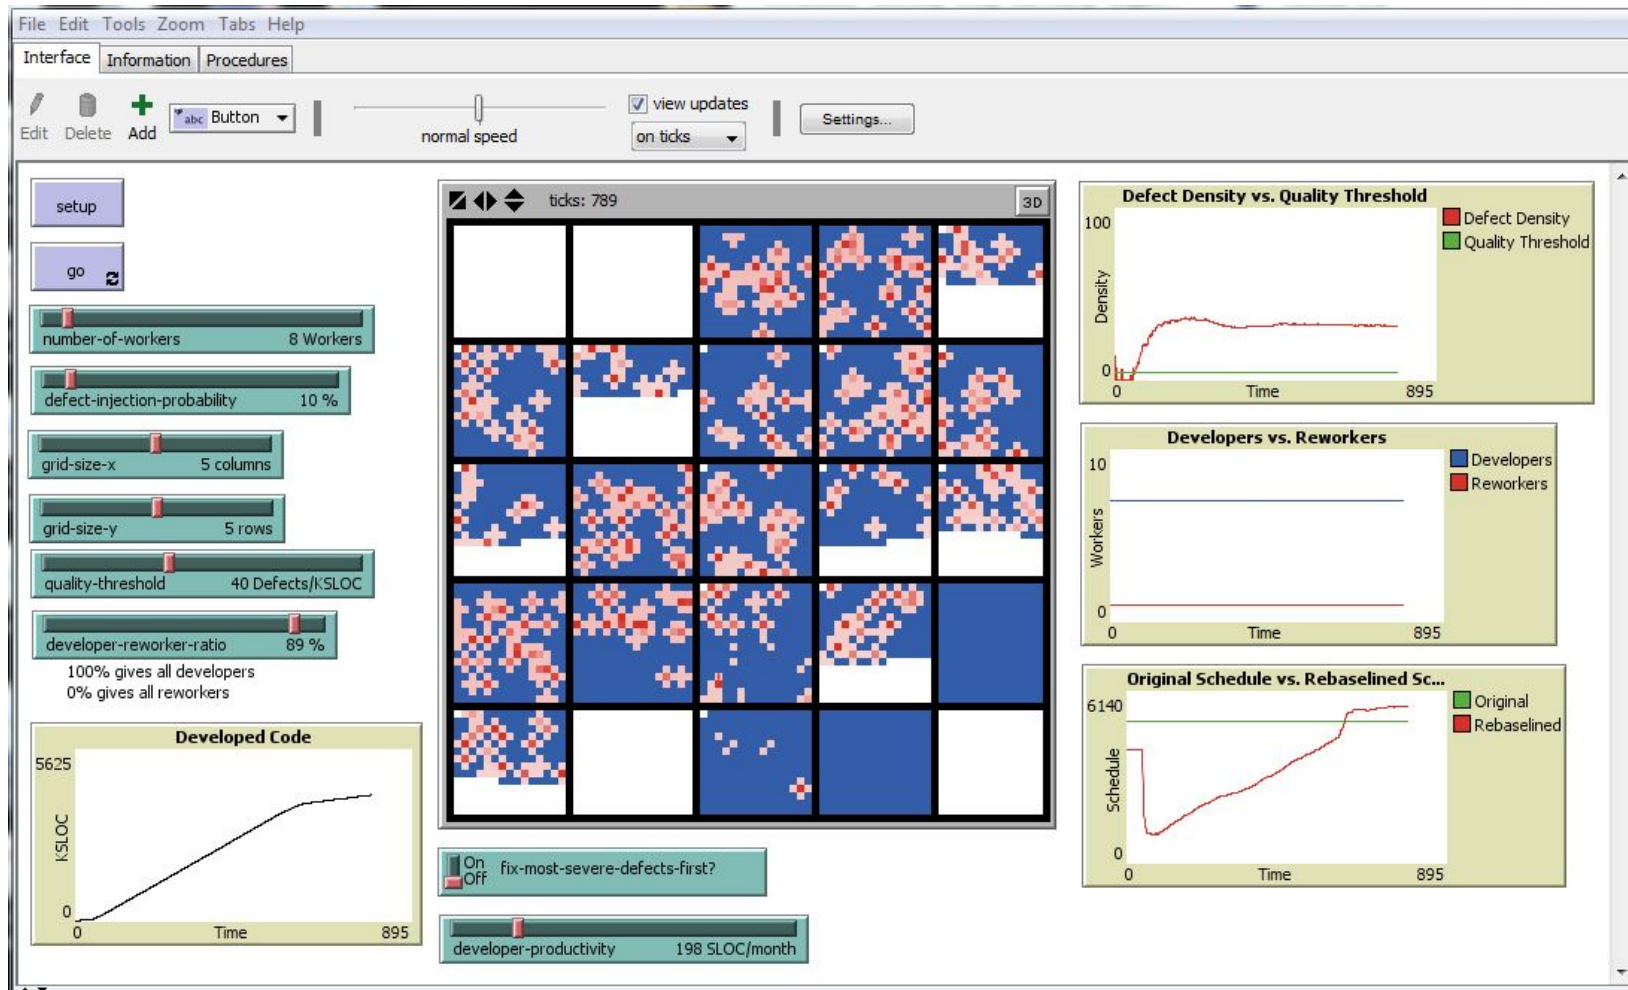 File Edit Tools Zoom Tabs Help
Interface Information Procedures
Edit Delete Add abc Button normal speed view updates on ticks Settings...
setup
go
number-of-workers 8 Workers
defect-injection-probability 10 %
grid-size-x 5 columns
grid-size-y 5 rows
quality-threshold 40 Defects/KSLOC
developer-reworker-ratio 89 %
100% gives all developers
0% gives all reworkers
Developed Code
5625
KSLOC
0
0 Time 895
ticks: 789 3D
On
Off
fix-most-severe-defects-first?
developer-productivity 198 SLOC/month
Defect Density vs. Quality Threshold
100
Density
0
0 Time 895
Defect Density
Quality Threshold
Developers vs. Reworkers
10
Workers
0
0 Time 895
Developers
Reworkers
Original Schedule vs. Rebaselined Sc...
6140
Schedule
0
0 Time 895
Original
Rebaselined